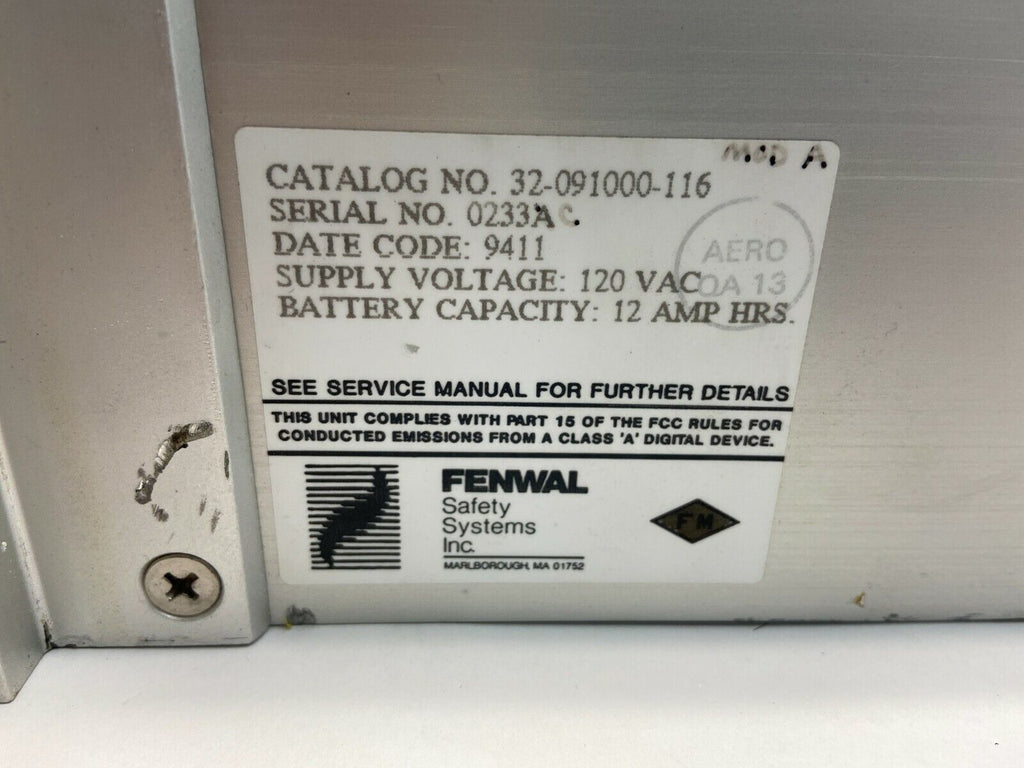 MOD A
CATALOG NO. 32-091000-116
SERIAL NO. 0233AC
DATE CODE: 9411
SUPPLY VOLTAGE: 120 VAC
BATTERY CAPACITY: 12 AMP HRS.
AERO
QA 13
SEE SERVICE MANUAL FOR FURTHER DETAILS
THIS UNIT COMPLIES WITH PART 15 OF THE FCC RULES FOR
CONDUCTED EMISSIONS FROM A CLASS 'A' DIGITAL DEVICE.
FENWAL
Safety
Systems
Inc.
MARLBOROUGH, MA 01752
FM